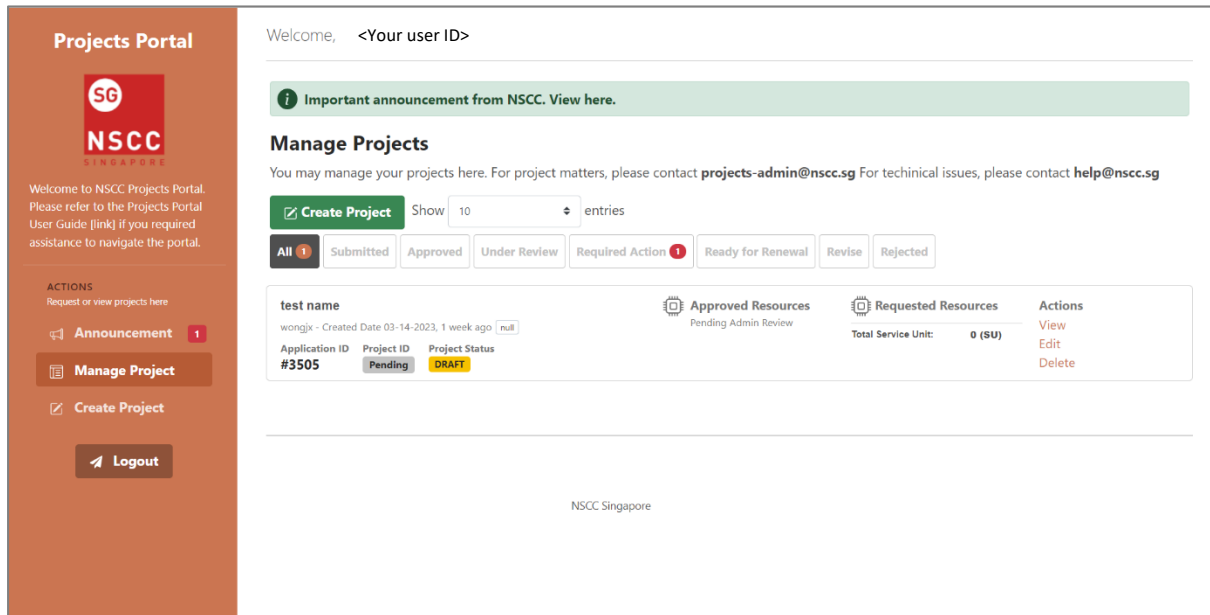 Projects Portal
SG
NSCC
SINGAPORE
Welcome to NSCC Projects Portal.
Please refer to the Projects Portal
User Guide [link] if you required
assistance to navigate the portal.
ACTIONS
Request or view projects here
Announcement 1
Manage Project
Create Project
Logout
Welcome, <Your user ID>
i Important announcement from NSCC. View here.
Manage Projects
You may manage your projects here. For project matters, please contact projects-admin@nscc.sg For techinical issues, please contact help@nscc.sg
Create Project Show 10 entries
All 1 Submitted Approved Under Review Required Action 1 Ready for Renewal Revise Rejected
test name Approved Resources Requested Resources Actions
wongjx - Created Date 03-14-2023, 1 week ago null Pending Admin Review Total Service Unit: 0 (SU) View
Application ID Project ID Project Status Edit
#3505 Pending DRAFT Delete
NSCC Singapore